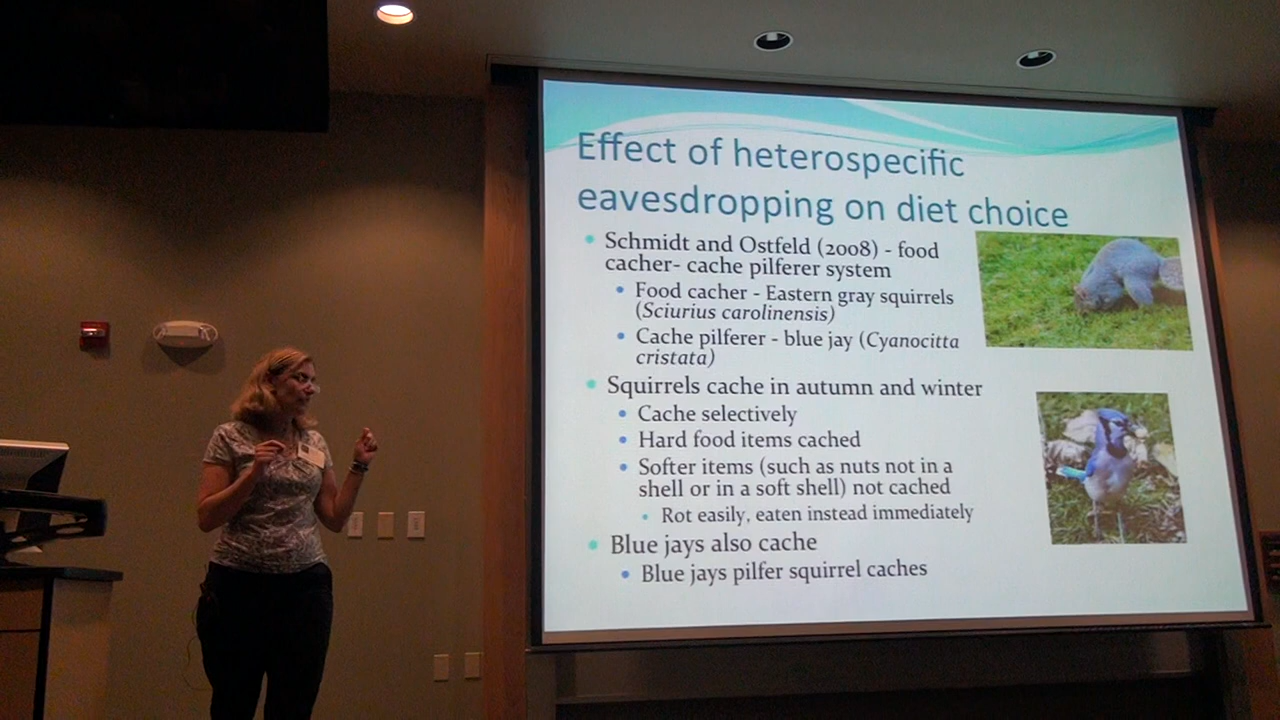 Effect of heterospecific
eavesdropping on diet choice
Schmidt and Ostfeld (2008) - food
cacher- cache pilferer system
Food cacher - Eastern gray squirrels
(Sciurius carolinensis)
Cache pilferer - blue jay (Cyanocitta
cristata)
Squirrels cache in autumn and winter
Cache selectively
Hard food items cached
Softer items (such as nuts not in a
shell or in a soft shell) not cached
Rot easily, eaten instead immediately
Blue jays also cache
Blue jays pilfer squirrel caches